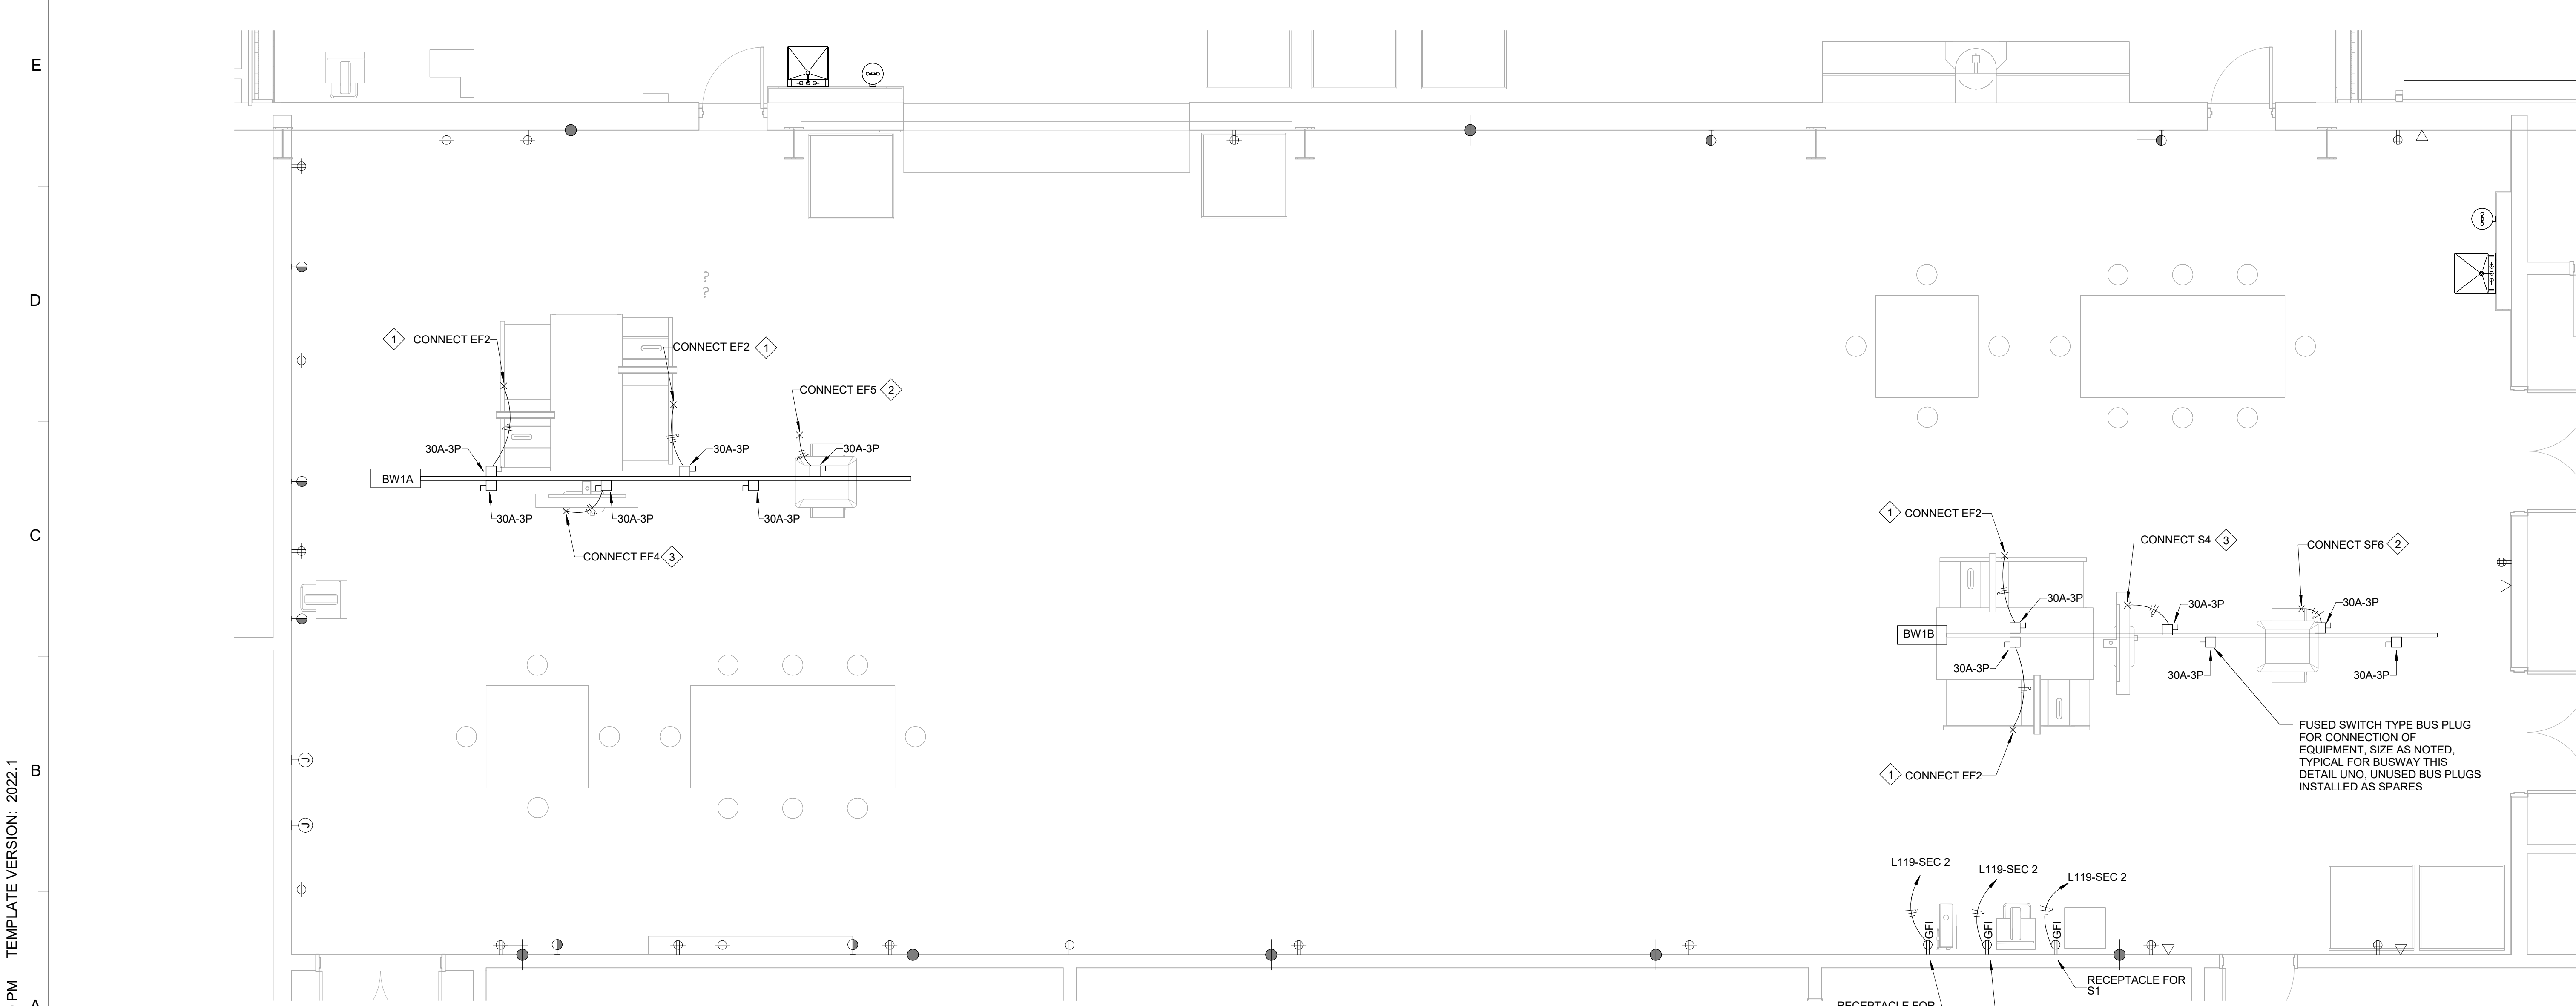 E
D
C
B
A
PM TEMPLATE VERSION: 2022.1
?
?
1 CONNECT EF2
CONNECT EF2 1
CONNECT EF5 2
30A-3P
30A-3P
30A-3P
BW1A
30A-3P
30A-3P
30A-3P
CONNECT EF4 3
1 CONNECT EF2
CONNECT S4 3
CONNECT SF6 2
30A-3P
30A-3P
30A-3P
BW1B
30A-3P
30A-3P
30A-3P
1 CONNECT EF2
FUSED SWITCH TYPE BUS PLUG
FOR CONNECTION OF
EQUIPMENT, SIZE AS NOTED,
TYPICAL FOR BUSWAY THIS
DETAIL UNO, UNUSED BUS PLUGS
INSTALLED AS SPARES
J
J
L119-SEC 2
L119-SEC 2
L119-SEC 2
GFI
GFI
GFI
RECEPTACLE FOR
S1
RECEPTACLE FOR